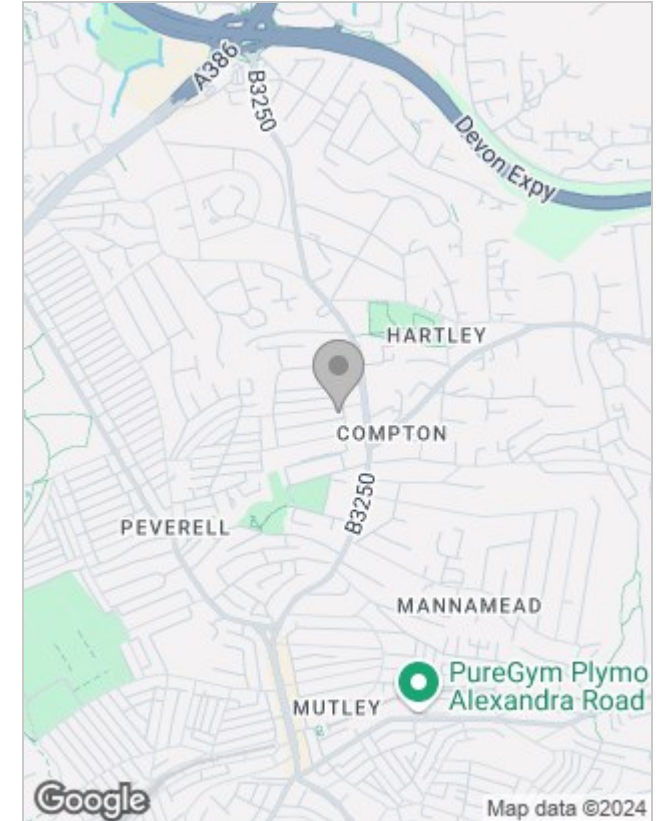 A386
B3250
Devon Expy
HARTLEY
COMPTON
B3250
PEVERELL
MANNAMEAD
PureGym Plymo
Alexandra Road
MUTLEY
Google
Map data ©2024